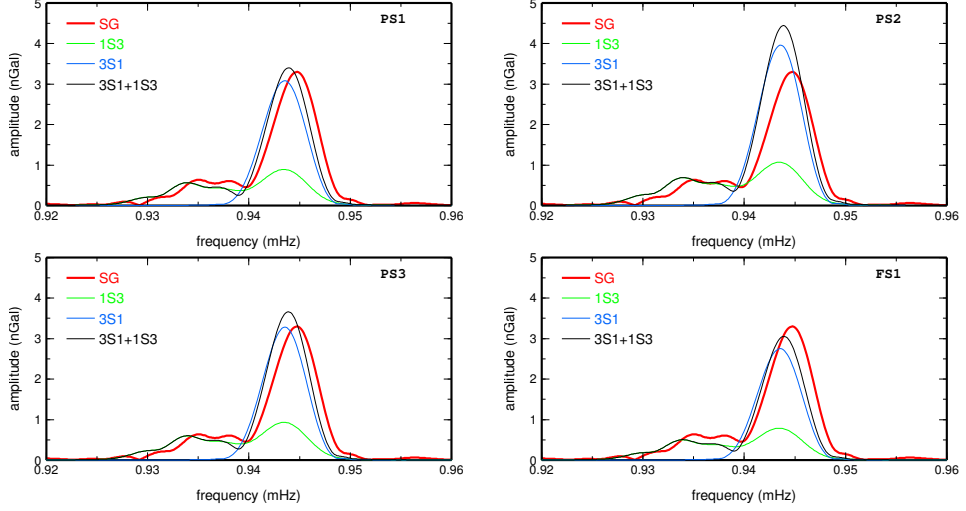 PS1
SG
1S3
3S1
3S1+1S3
amplitude (nGal)
5
4
3
2
1
0
0.92 0.93 0.94 0.95 0.96
frequency (mHz)
PS2
SG
1S3
3S1
3S1+1S3
amplitude (nGal)
5
4
3
2
1
0
0.92 0.93 0.94 0.95 0.96
frequency (mHz)
PS3
SG
1S3
3S1
3S1+1S3
amplitude (nGal)
5
4
3
2
1
0
0.92 0.93 0.94 0.95 0.96
frequency (mHz)
FS1
SG
1S3
3S1
3S1+1S3
amplitude (nGal)
5
4
3
2
1
0
0.92 0.93 0.94 0.95 0.96
frequency (mHz)